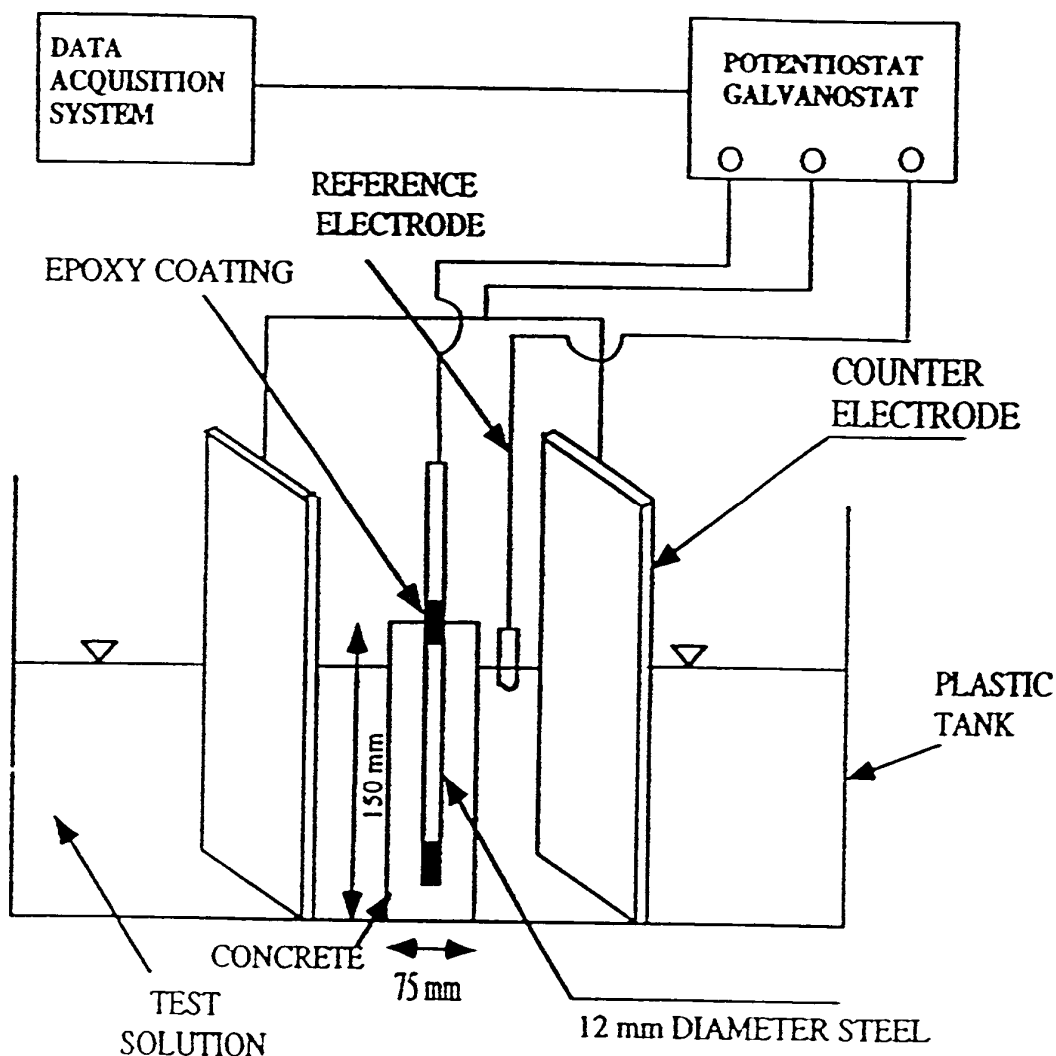 DATA
ACQUISITION
SYSTEM
POTENTIOSTAT
GALVANOSTAT
REFERENCE
ELECTRODE
EPOXY COATING
COUNTER
ELECTRODE
PLASTIC
TANK
150 mm
CONCRETE
75 mm
TEST
SOLUTION
12 mm DIAMETER STEEL